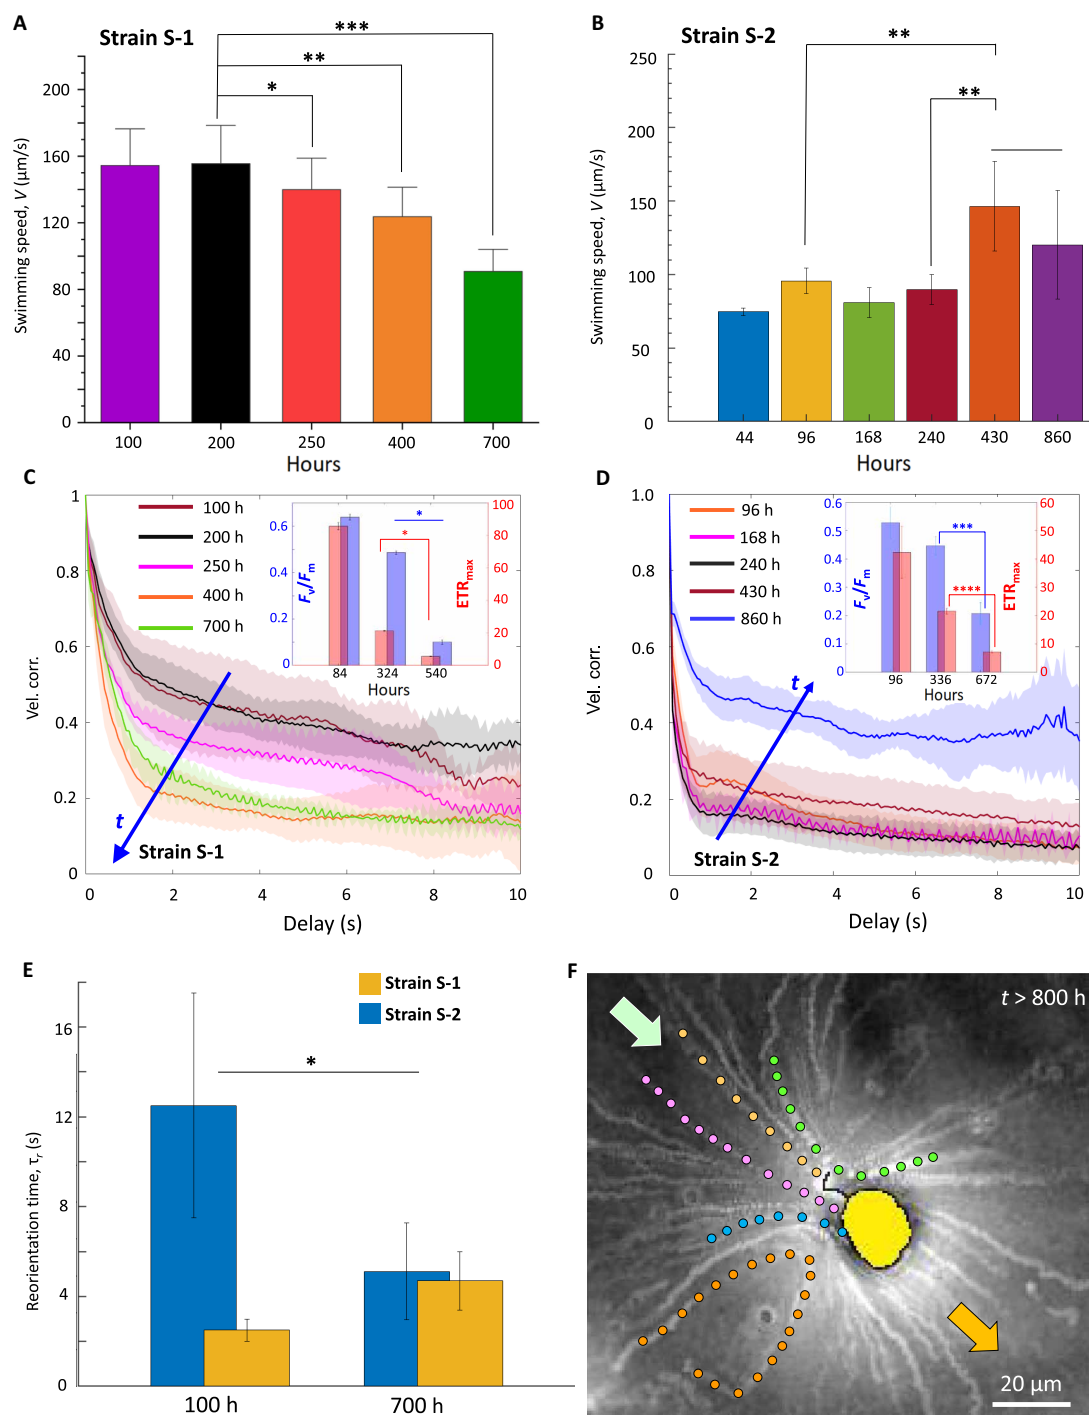 A
Strain S-1
***
**
*
Swimming speed, V (µm/s)
200
160
120
80
40
0
100 200 250 400 700
Hours
B
Strain S-2
**
**
Swimming speed, V (µm/s)
250
200
150
100
50
0
44 96 168 240 430 860
Hours
C
Vel. corr.
1
0.8
0.6
0.4
0.2
0
0 2 4 6 8 10
Delay (s)
100 h
200 h
250 h
400 h
700 h
t
Strain S-1
Fv/Fm
0.6
0.4
0.2
0
*
*
ETRmax
100
80
60
40
20
0
84 324 540
Hours
D
Vel. corr.
1.0
0.8
0.6
0.4
0.2
0
0 2 4 6 8 10
Delay (s)
96 h
168 h
240 h
430 h
860 h
t
Strain S-2
Fv/Fm
0.6
0.5
0.4
0.3
0.2
0.1
0
***
****
ETRmax
60
50
40
30
20
10
0
96 336 672
Hours
E
Strain S-1
Strain S-2
*
Reorientation time, τr (s)
16
12
8
4
0
100 h 700 h
F
t > 800 h
20 µm